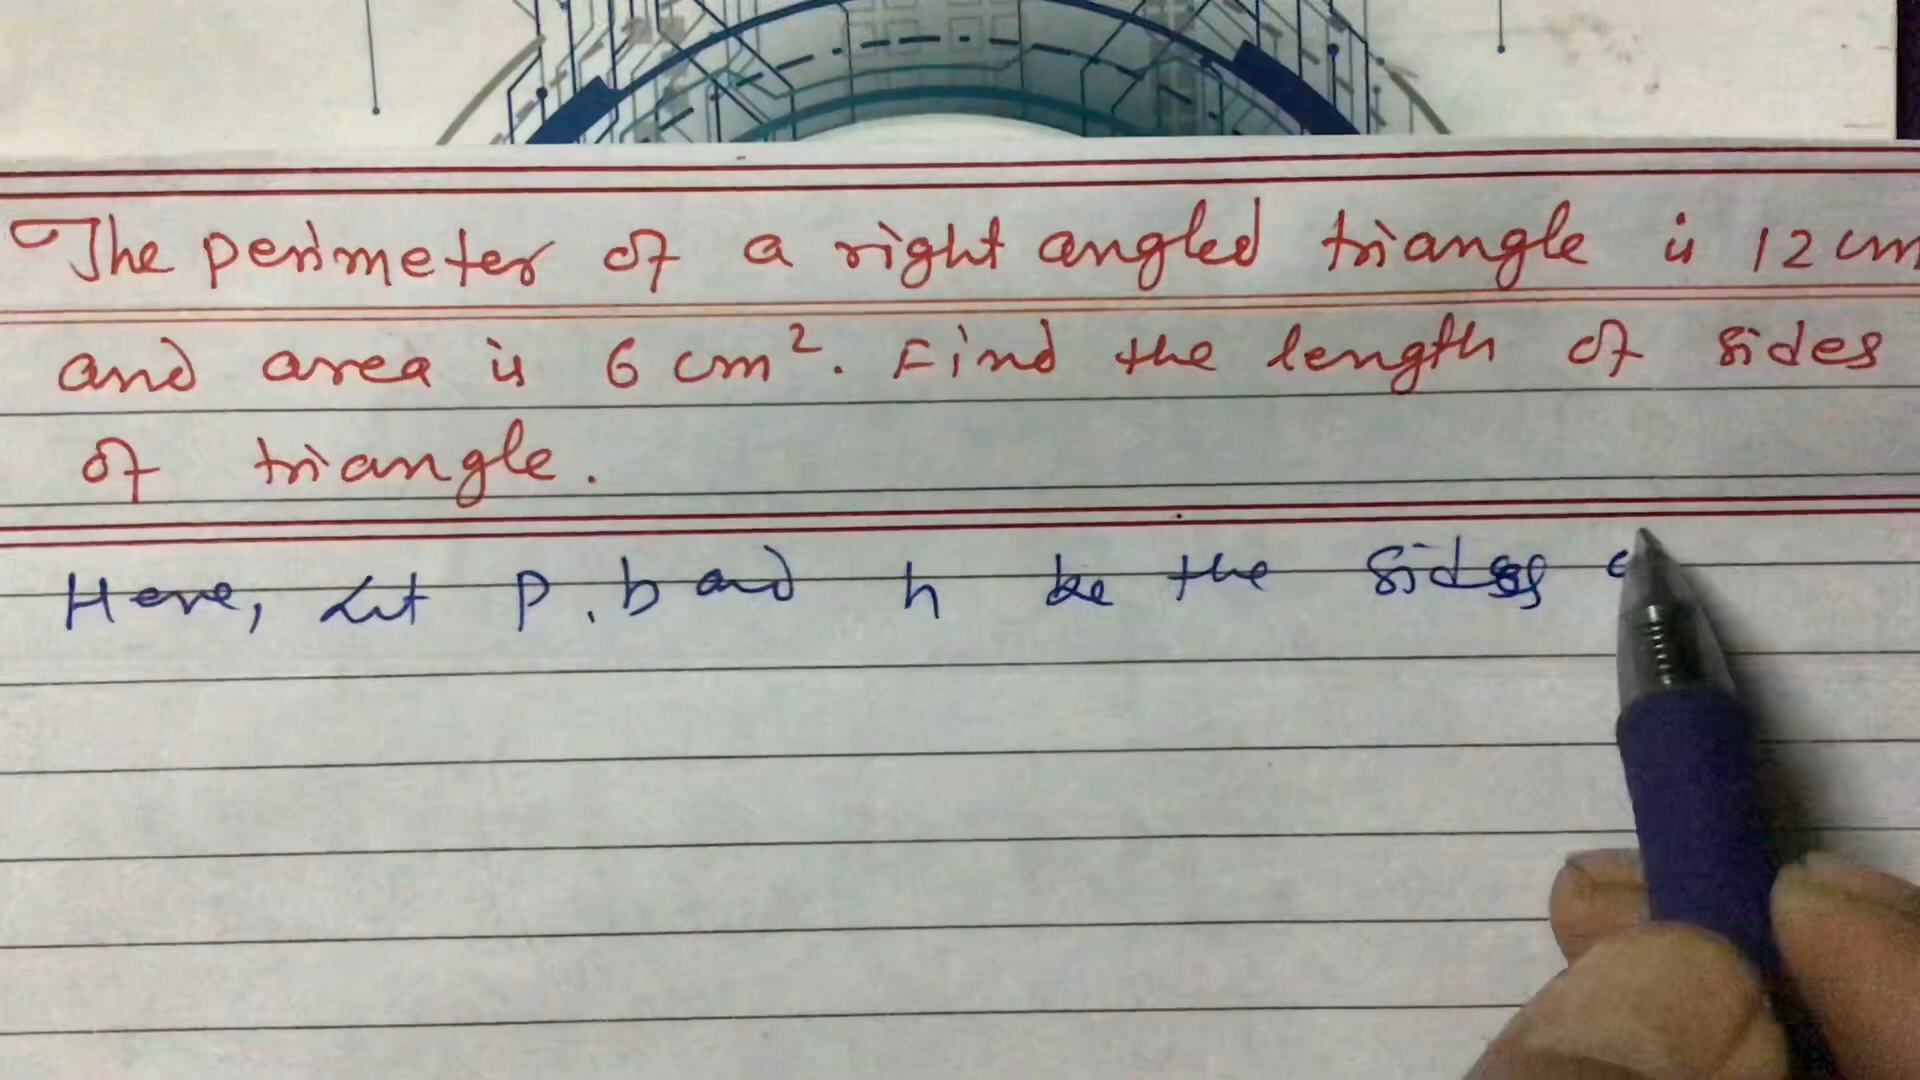 The perimeter of a right angled triangle is 12 cm
and area is 6 cm². Find the length of sides
of triangle.
Here, Let P, b and h be the sides